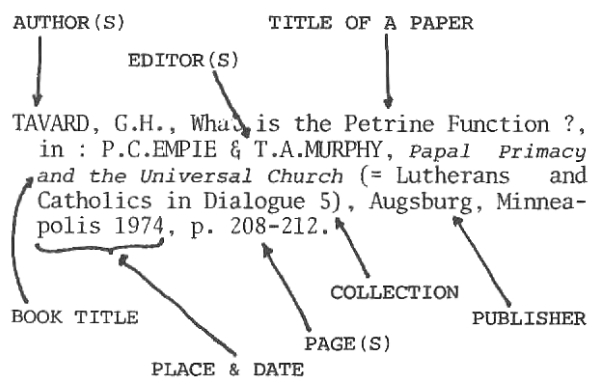 AUTHOR(S) TITLE OF A PAPER
EDITOR(S)
TAVARD, G.H., What is the Petrine Function ?,
in : P.C.EMPIE & T.A.MURPHY, Papal Primacy
and the Universal Church (= Lutherans and
Catholics in Dialogue 5), Augsburg, Minnea-
polis 1974, p. 208-212.
COLLECTION
BOOK TITLE PUBLISHER
PAGE(S)
PLACE & DATE